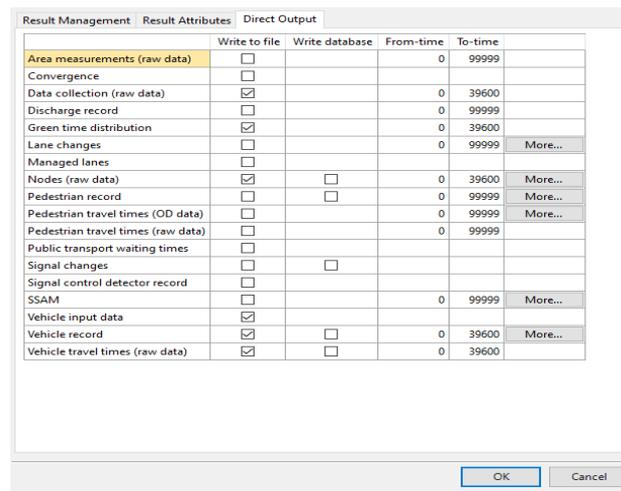 Result Management Result Attributes Direct Output
Write to file Write database From-time To-time
Area measurements (raw data) 0 99999
Convergence
Data collection (raw data) 0 39600
Discharge record 0 99999
Green time distribution 0 39600
Lane changes 0 99999 More...
Managed lanes
Nodes (raw data) 0 39600 More...
Pedestrian record 0 99999 More...
Pedestrian travel times (OD data) 0 99999 More...
Pedestrian travel times (raw data) 0 99999
Public transport waiting times
Signal changes
Signal control detector record
SSAM 0 99999 More...
Vehicle input data
Vehicle record 0 39600 More...
Vehicle travel times (raw data) 0 39600
OK Cancel